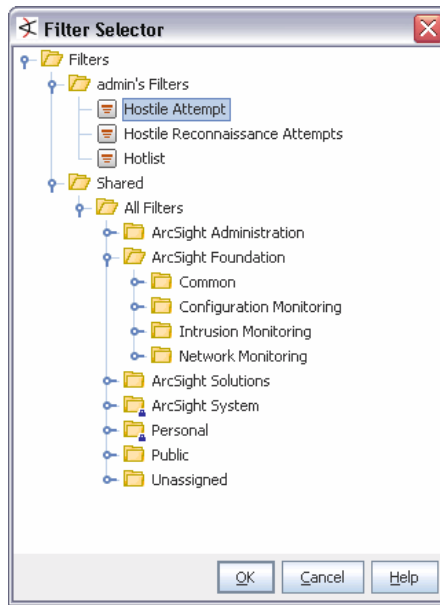 Filter Selector
Filters
admin's Filters
Hostile Attempt
Hostile Reconnaissance Attempts
Hotlist
Shared
All Filters
ArcSight Administration
ArcSight Foundation
Common
Configuration Monitoring
Intrusion Monitoring
Network Monitoring
ArcSight Solutions
ArcSight System
Personal
Public
Unassigned
OK Cancel Help